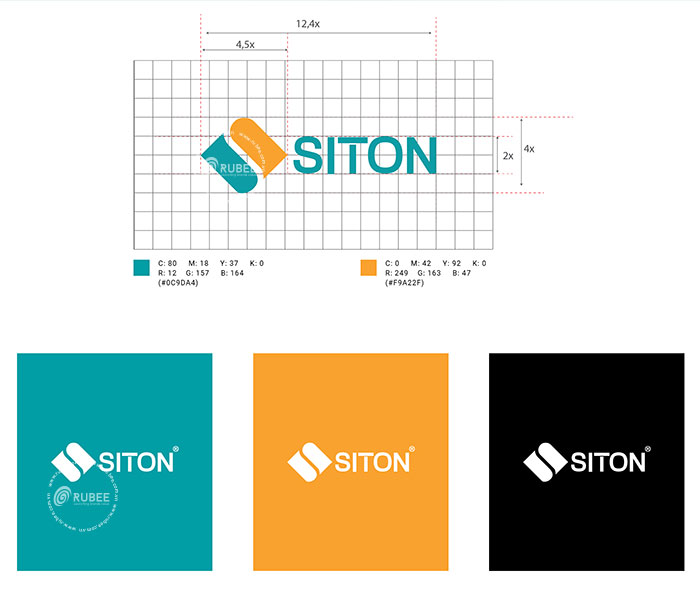 12,4x
4,5x
SITON
RUBEE
2x
4x
C: 80 M: 18 Y: 37 K: 0
R: 12 G: 157 B: 164
(#0C9DA4)
C: 0 M: 42 Y: 92 K: 0
R: 249 G: 163 B: 47
(#F9A22F)
SITON®
RUBEE
SITON®
SITON®